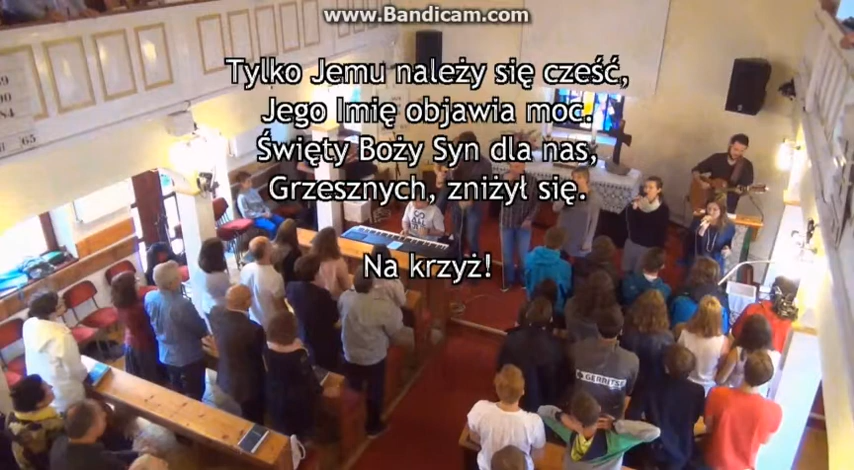 www.Bandicam.com
Tylko Jemu należy się cześć,
Jego Imię objawia moc.
Święty Boży Syn dla nas,
Grzesznych, zniżył się.
Na krzyż!
65